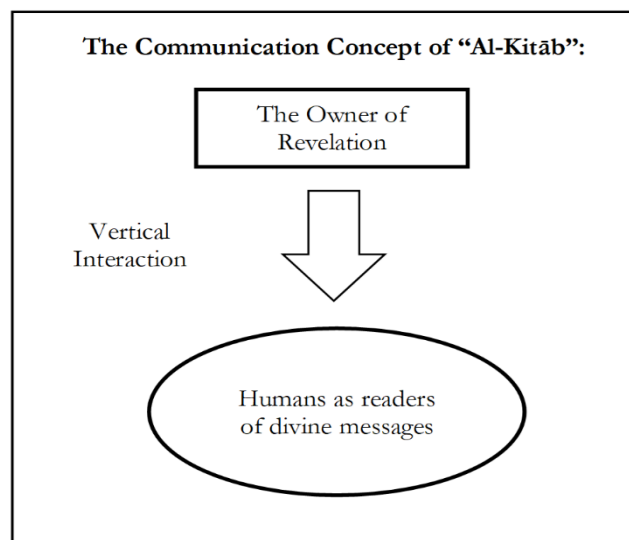 The Communication Concept of “Al-Kitāb”:
The Owner of
Revelation
Vertical
Interaction
Humans as readers
of divine messages